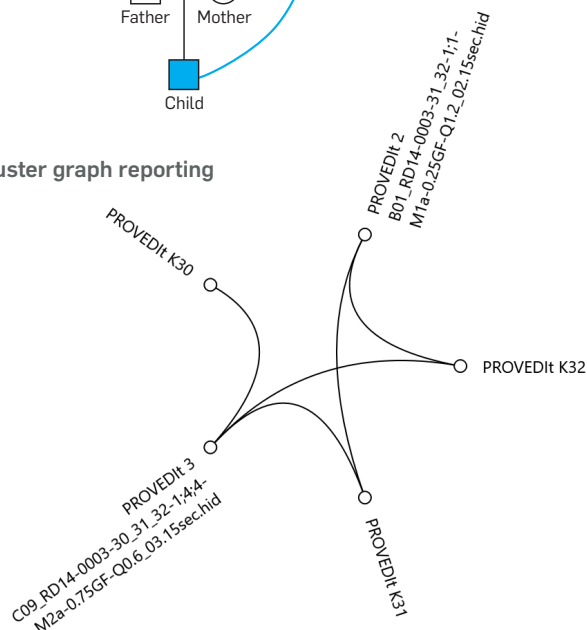 Father
Mother
Child
uster graph reporting
PROVEDIt 2
B01_RD14-0003-31_32-1;1-
M1a-0.25GF-Q1.2_02.15sec.hid
PROVEDIt K30
PROVEDIt K32
PROVEDIt 3
C09_RD14-0003-30_31_32-1;4;4-
M2a-0.75GF-Q0.6_03.15sec.hid
PROVEDIt K31